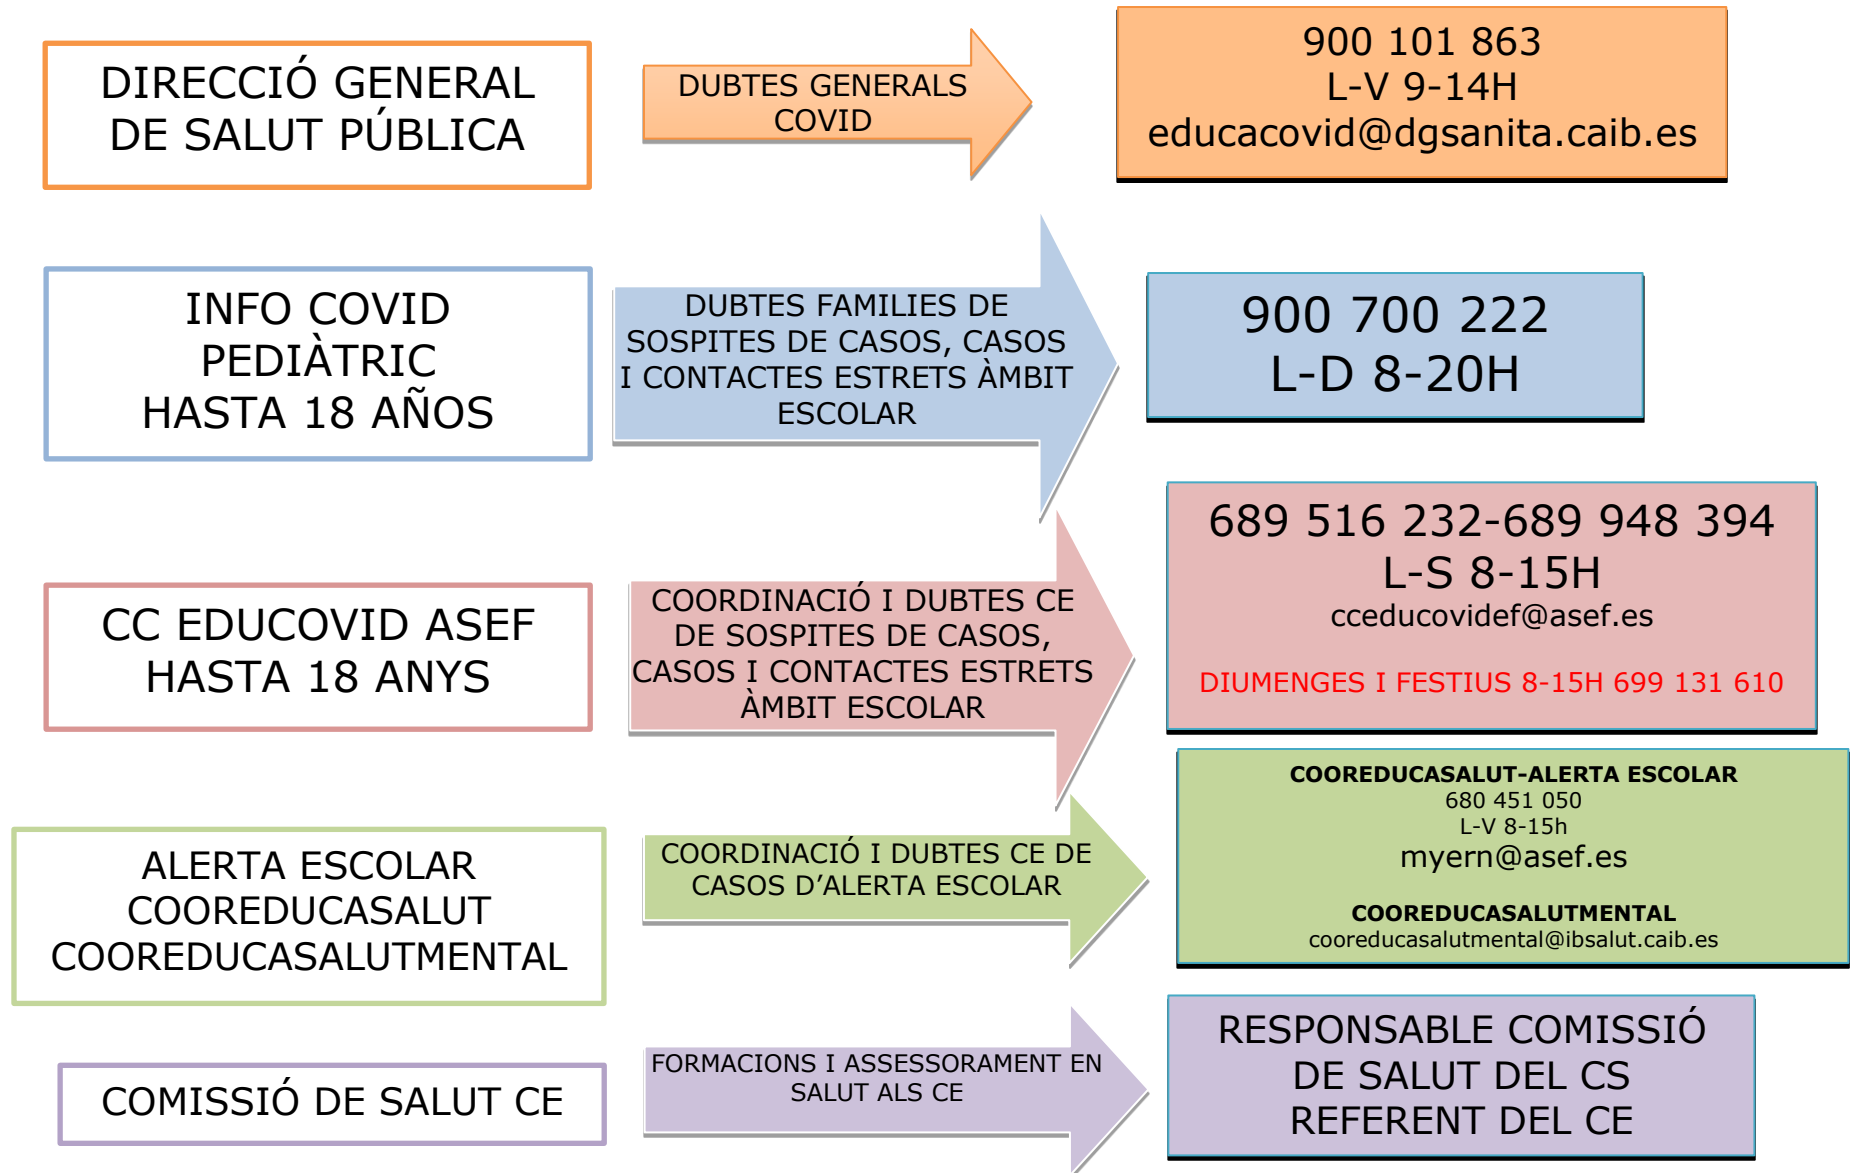 DIRECCIÓ GENERAL
DE SALUT PÚBLICA
DUBTES GENERALS
COVID
900 101 863
L-V 9-14H
educacovid@dgsanita.caib.es
INFO COVID
PEDIÀTRIC
HASTA 18 AÑOS
DUBTES FAMILIES DE
SOSPITES DE CASOS, CASOS
I CONTACTES ESTRETS ÀMBIT
ESCOLAR
900 700 222
L-D 8-20H
CC EDUCOVID ASEF
HASTA 18 ANYS
COORDINACIÓ I DUBTES CE
DE SOSPITES DE CASOS,
CASOS I CONTACTES ESTRETS
ÀMBIT ESCOLAR
689 516 232-689 948 394
L-S 8-15H
cceducovidef@asef.es
DIUMENGES I FESTIUS 8-15H 699 131 610
ALERTA ESCOLAR
COOREDUCASALUT
COOREDUCASALUTMENTAL
COORDINACIÓ I DUBTES CE DE
CASOS D’ALERTA ESCOLAR
COOREDUCASALUT-ALERTA ESCOLAR
680 451 050
L-V 8-15h
myern@asef.es
COOREDUCASALUTMENTAL
cooreducasalutmental@ibsalut.caib.es
COMISSIÓ DE SALUT CE
FORMACIONS I ASSESSORAMENT EN
SALUT ALS CE
RESPONSABLE COMISSIÓ
DE SALUT DEL CS
REFERENT DEL CE